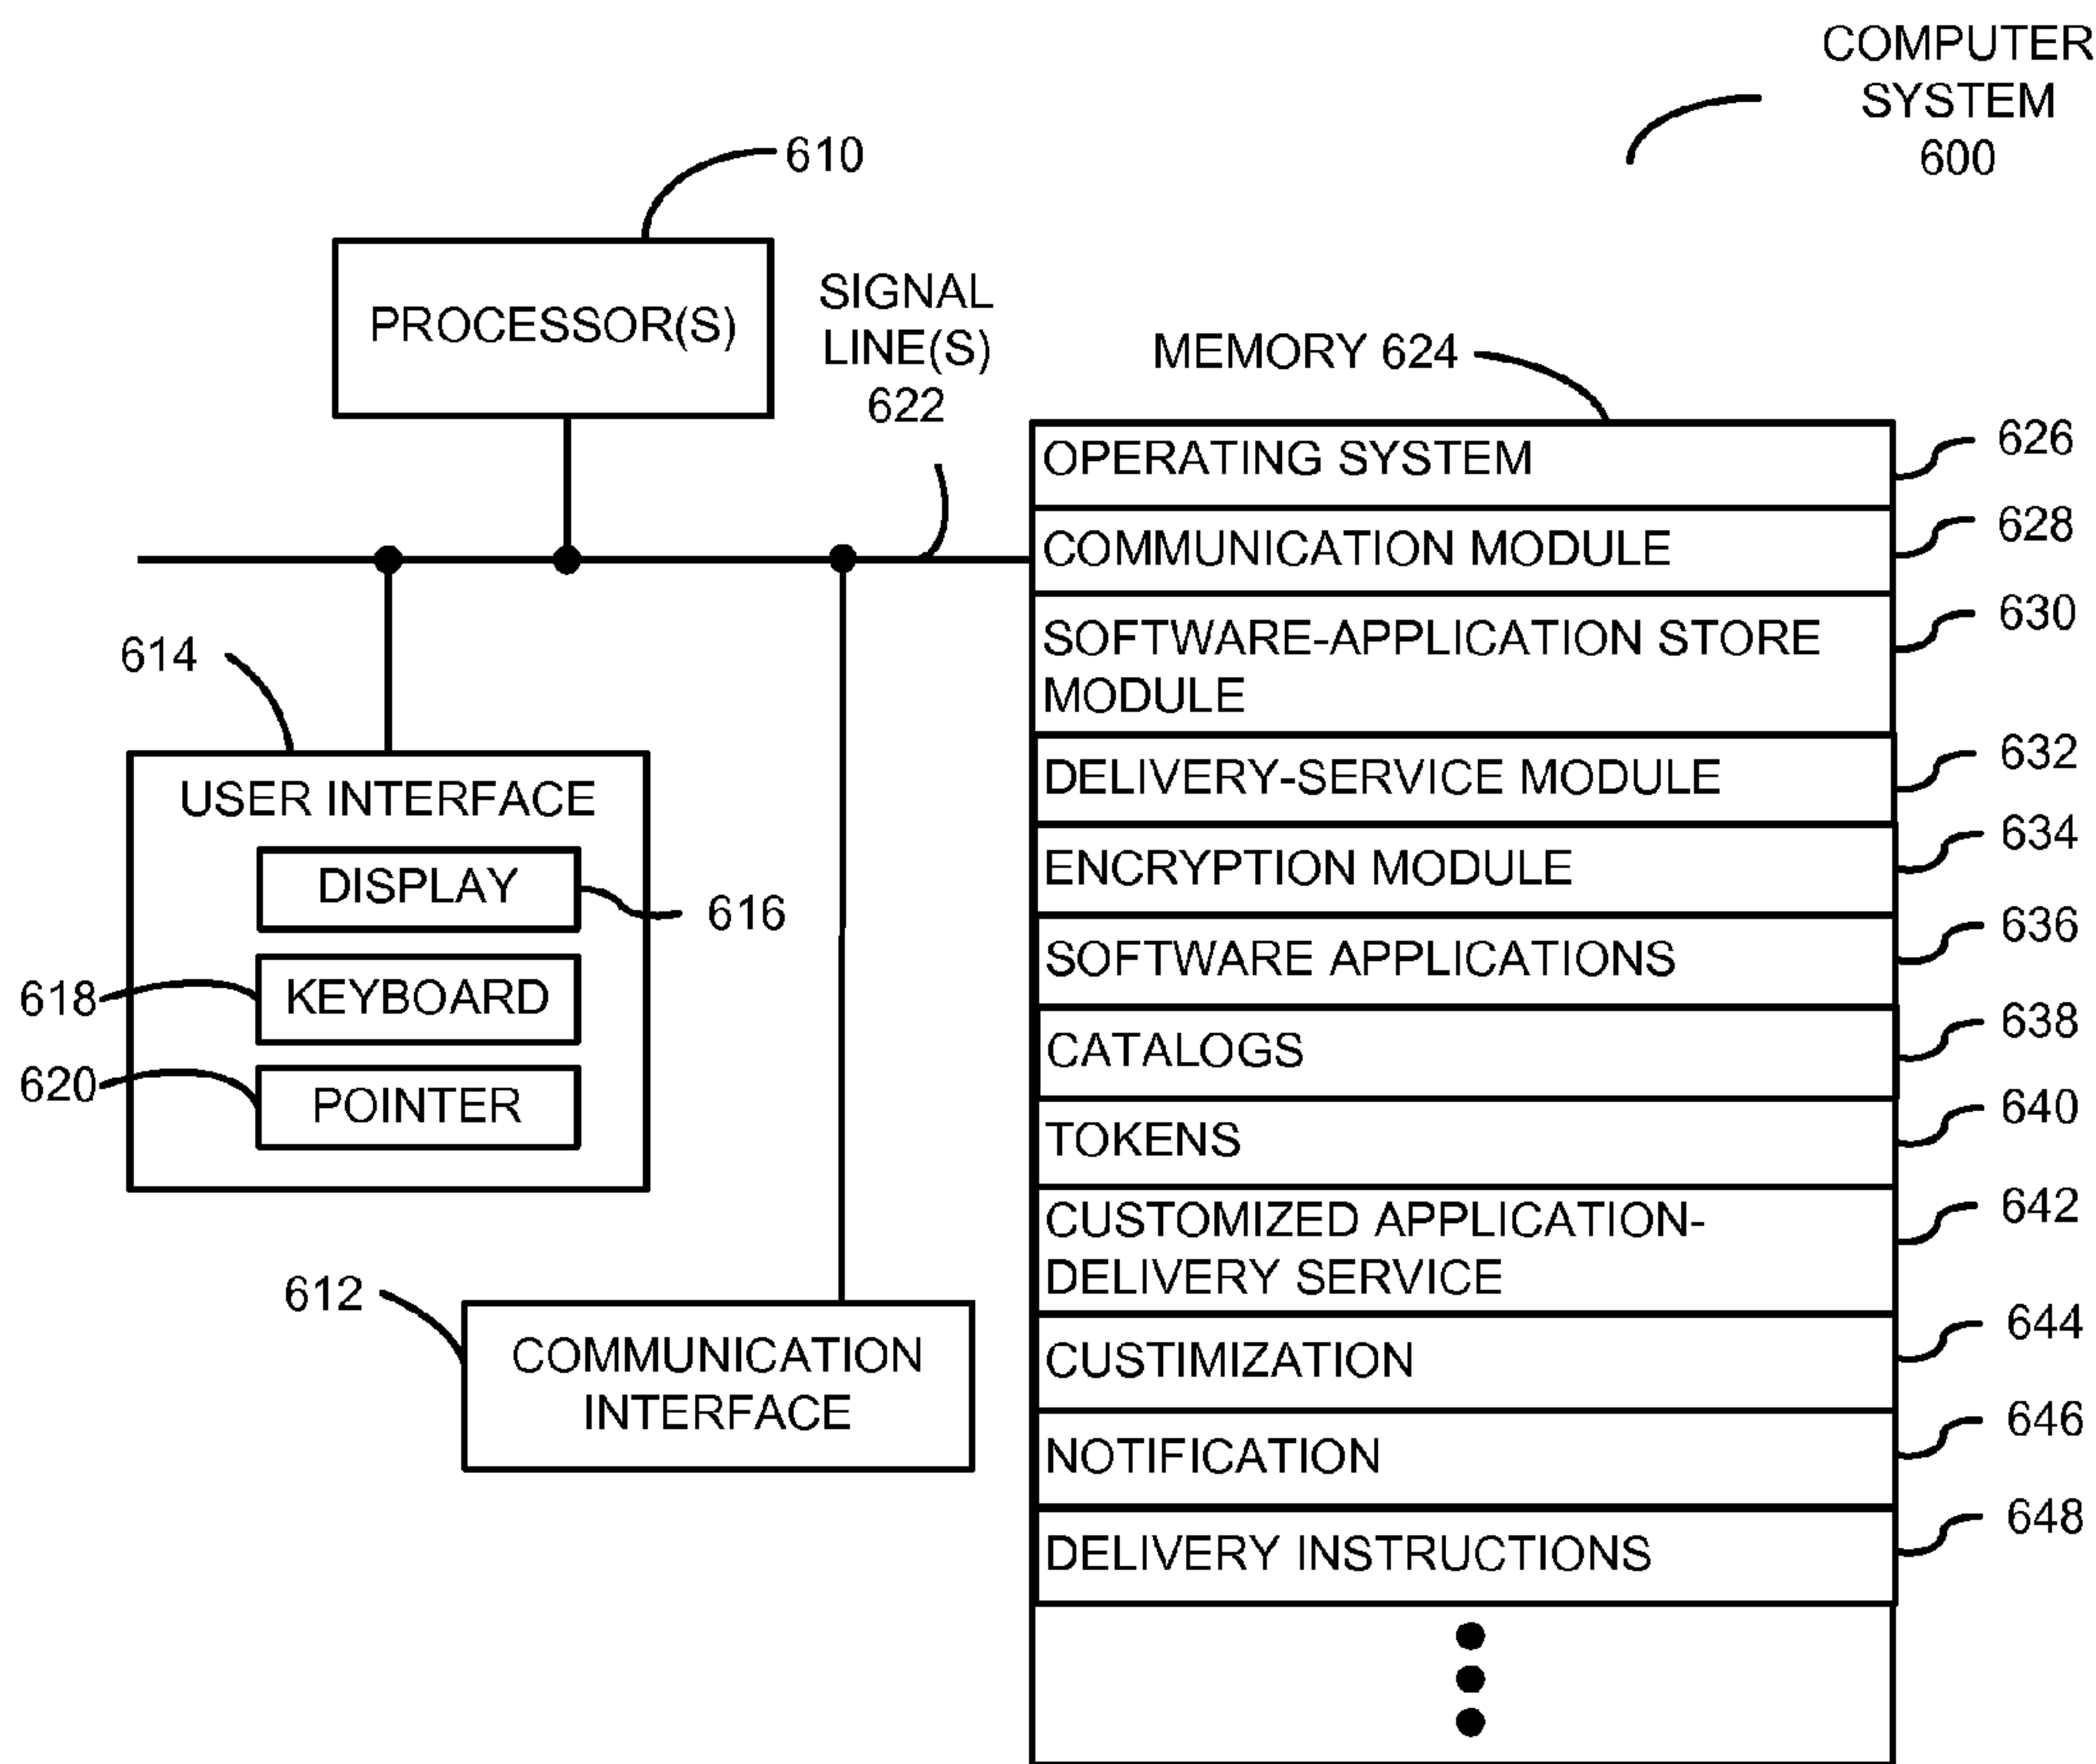 COMPUTER
SYSTEM
600
610
PROCESSOR(S)
SIGNAL
LINE(S)
622
MEMORY 624
OPERATING SYSTEM
626
COMMUNICATION MODULE
628
SOFTWARE-APPLICATION STORE
MODULE
630
DELIVERY-SERVICE MODULE
632
ENCRYPTION MODULE
634
SOFTWARE APPLICATIONS
636
CATALOGS
638
TOKENS
640
CUSTOMIZED APPLICATION-
DELIVERY SERVICE
642
CUSTIMIZATION
644
NOTIFICATION
646
DELIVERY INSTRUCTIONS
648
614
USER INTERFACE
DISPLAY
616
618
KEYBOARD
620
POINTER
612
COMMUNICATION
INTERFACE